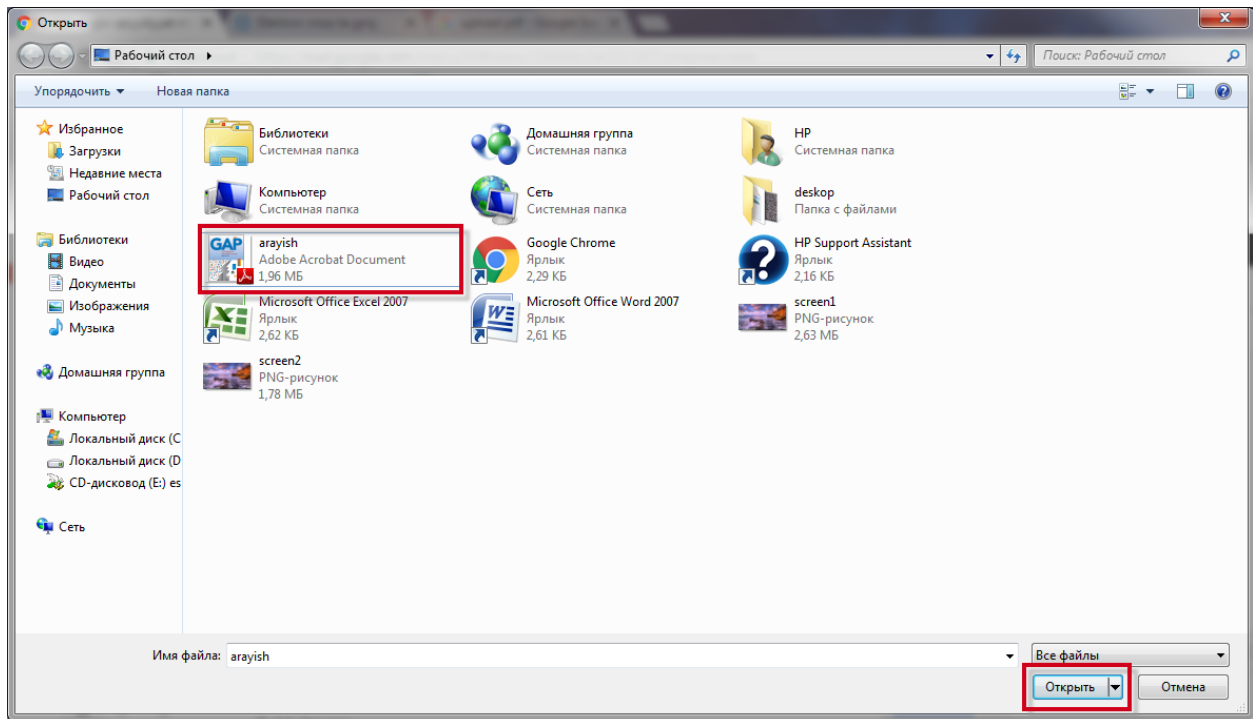 Открыть
Рабочий стол
Поиск: Рабочий стол
Упорядочить
Новая папка
Избранное
Загрузки
Недавние места
Рабочий стол
Библиотеки
Видео
Документы
Изображения
Музыка
Домашняя группа
Компьютер
Локальный диск (C
Локальный диск (D
CD-дисковод (E:) es
Сеть
Библиотеки
Системная папка
Домашняя группа
Системная папка
HP
Системная папка
Компьютер
Системная папка
Сеть
Системная папка
deskop
Папка с файлами
GAP
arayish
Adobe Acrobat Document
1,96 МБ
Google Chrome
Ярлык
2,29 КБ
HP Support Assistant
Ярлык
2,16 КБ
Microsoft Office Excel 2007
Ярлык
2,62 КБ
Microsoft Office Word 2007
Ярлык
2,61 КБ
screen1
PNG-рисунок
2,63 МБ
screen2
PNG-рисунок
1,78 МБ
Имя файла: arayish
Все файлы
Открыть
Отмена